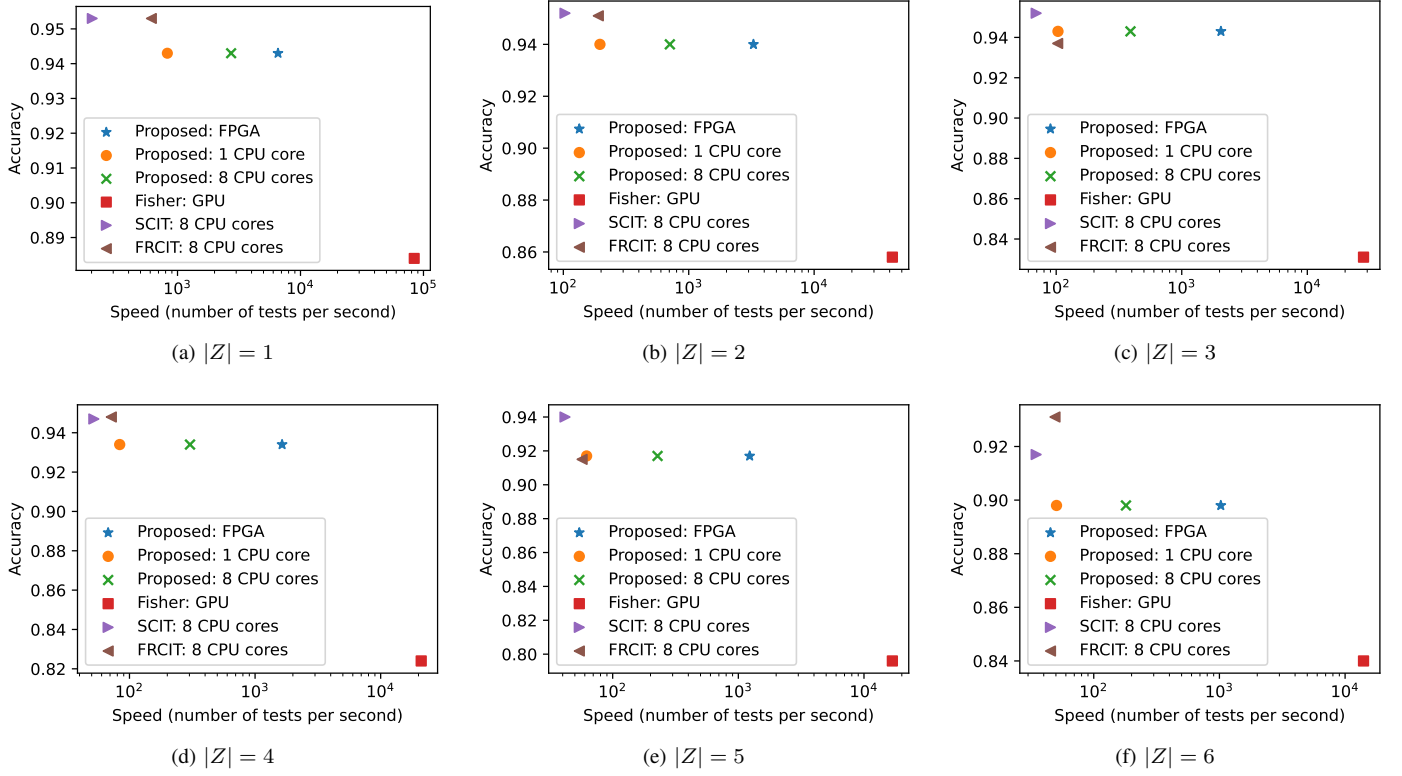 0.95
0.94
0.93
0.92
0.91
0.90
0.89
Accuracy
Proposed: FPGA
Proposed: 1 CPU core
Proposed: 8 CPU cores
Fisher: GPU
SCIT: 8 CPU cores
FRCIT: 8 CPU cores
10³ 10⁴ 10⁵
Speed (number of tests per second)
(a) |Z| = 1
0.94
0.92
0.90
0.88
0.86
Accuracy
Proposed: FPGA
Proposed: 1 CPU core
Proposed: 8 CPU cores
Fisher: GPU
SCIT: 8 CPU cores
FRCIT: 8 CPU cores
10² 10³ 10⁴
Speed (number of tests per second)
(b) |Z| = 2
0.94
0.92
0.90
0.88
0.86
0.84
Accuracy
Proposed: FPGA
Proposed: 1 CPU core
Proposed: 8 CPU cores
Fisher: GPU
SCIT: 8 CPU cores
FRCIT: 8 CPU cores
10² 10³ 10⁴
Speed (number of tests per second)
(c) |Z| = 3
0.94
0.92
0.90
0.88
0.86
0.84
0.82
Accuracy
Proposed: FPGA
Proposed: 1 CPU core
Proposed: 8 CPU cores
Fisher: GPU
SCIT: 8 CPU cores
FRCIT: 8 CPU cores
10² 10³ 10⁴
Speed (number of tests per second)
(d) |Z| = 4
0.94
0.92
0.90
0.88
0.86
0.84
0.82
0.80
Accuracy
Proposed: FPGA
Proposed: 1 CPU core
Proposed: 8 CPU cores
Fisher: GPU
SCIT: 8 CPU cores
FRCIT: 8 CPU cores
10² 10³ 10⁴
Speed (number of tests per second)
(e) |Z| = 5
0.92
0.90
0.88
0.86
0.84
Accuracy
Proposed: FPGA
Proposed: 1 CPU core
Proposed: 8 CPU cores
Fisher: GPU
SCIT: 8 CPU cores
FRCIT: 8 CPU cores
10² 10³ 10⁴
Speed (number of tests per second)
(f) |Z| = 6